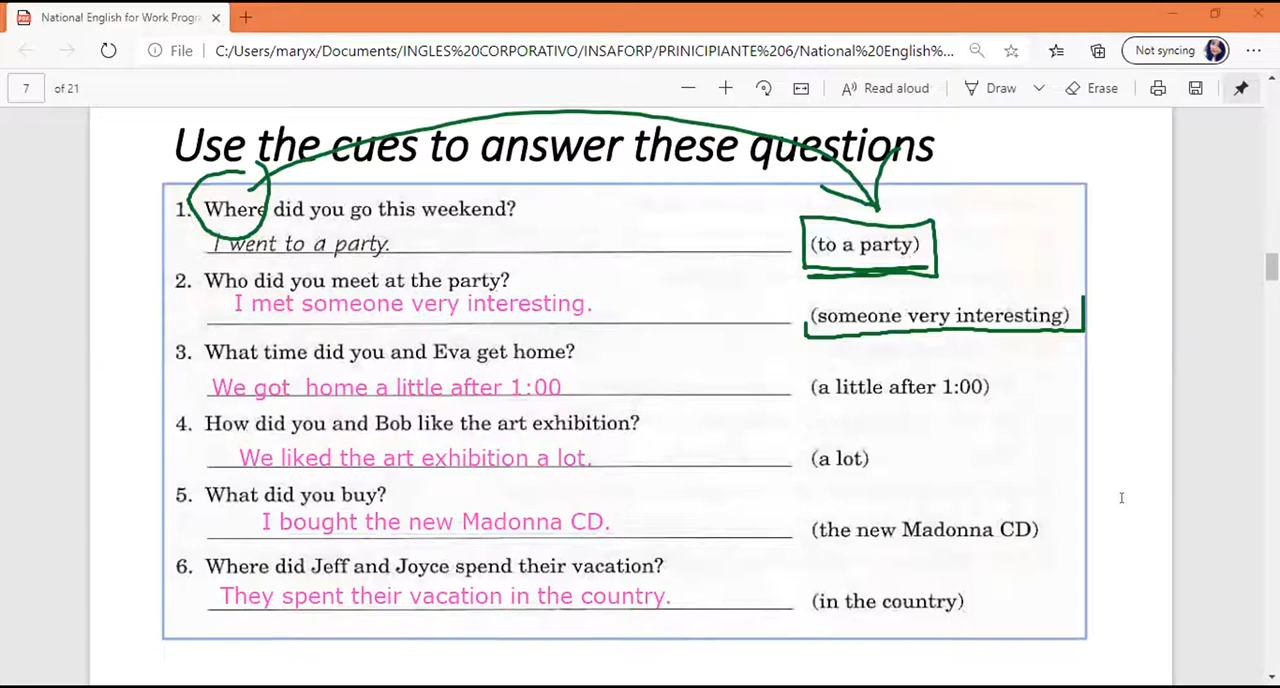 National English for Work Progra
File C:/Users/maryx/Documents/INGLES%20CORPORATIVO/INSAFORP/PRINICIPIANTE%206/National%20English%... Not syncing
7 of 21 Read aloud Draw Erase
Use the cues to answer these questions
1. Where did you go this weekend?
I went to a party. (to a party)
2. Who did you meet at the party?
I met someone very interesting. (someone very interesting)
3. What time did you and Eva get home?
We got home a little after 1:00 (a little after 1:00)
4. How did you and Bob like the art exhibition?
We liked the art exhibition a lot. (a lot)
5. What did you buy?
I bought the new Madonna CD. (the new Madonna CD)
6. Where did Jeff and Joyce spend their vacation?
They spent their vacation in the country. (in the country)